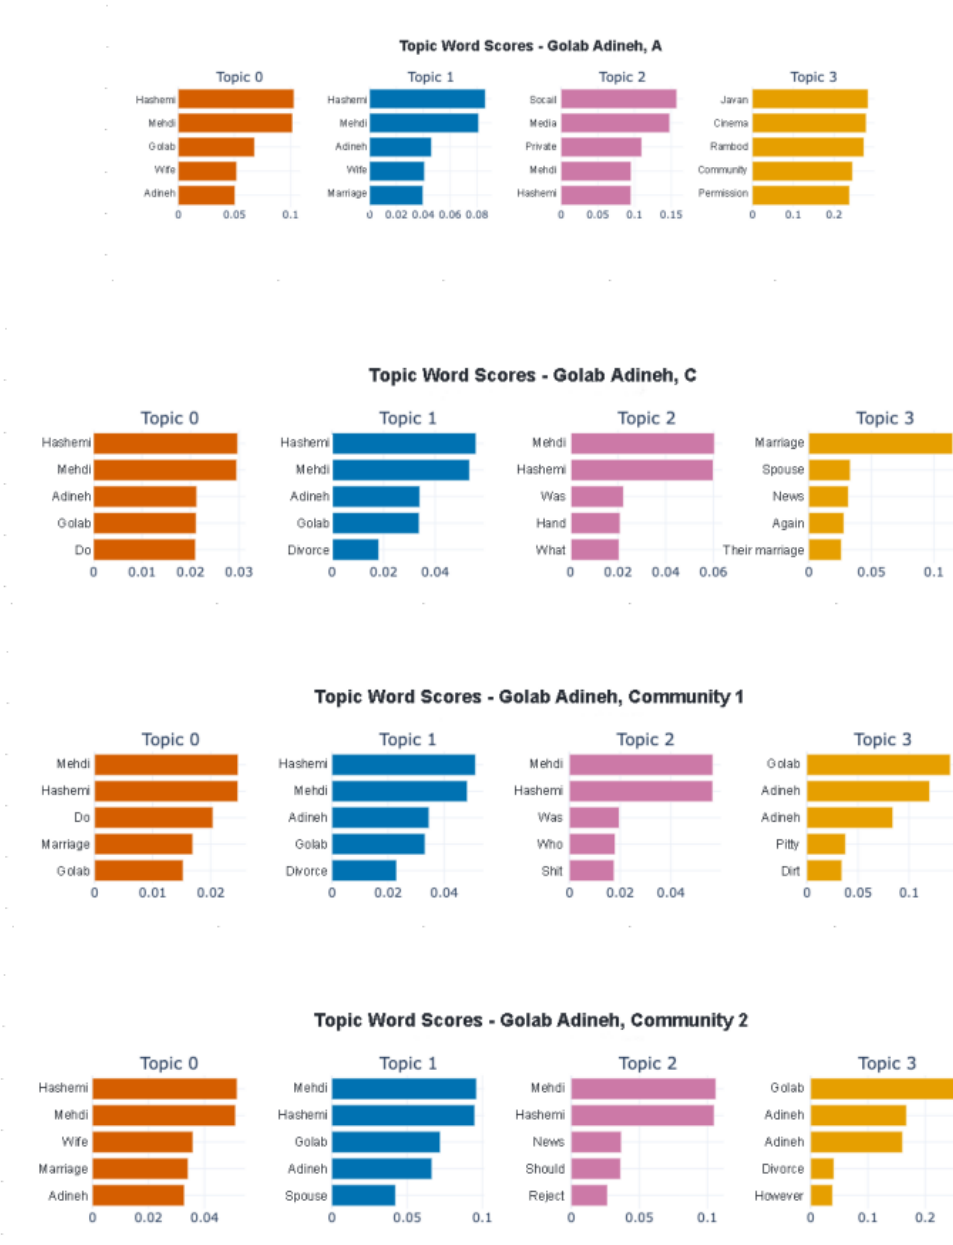 Topic Word Scores - Golab Adineh, A
Topic 0 Topic 1 Topic 2 Topic 3
Hashemi Hashemi Socail Javan
Mehdi Mehdi Media Cinema
Golab Adineh Private Rambod
Wife Wife Mehdi Community
Adineh Marriage Hashemi Permission
0 0.05 0.1 0 0.02 0.04 0.06 0.08 0 0.05 0.1 0.15 0 0.1 0.2
Topic Word Scores - Golab Adineh, C
Topic 0 Topic 1 Topic 2 Topic 3
Hashemi Hashemi Mehdi Marriage
Mehdi Mehdi Hashemi Spouse
Adineh Adineh Was News
Golab Golab Hand Again
Do Divorce What Their marriage
0 0.01 0.02 0.03 0 0.02 0.04 0 0.02 0.04 0.06 0 0.05 0.1
Topic Word Scores - Golab Adineh, Community 1
Topic 0 Topic 1 Topic 2 Topic 3
Mehdi Hashemi Mehdi Golab
Hashemi Mehdi Hashemi Adineh
Do Adineh Was Adineh
Marriage Golab Who Pitty
Golab Divorce Shit Dirt
0 0.01 0.02 0 0.02 0.04 0 0.02 0.04 0 0.05 0.1
Topic Word Scores - Golab Adineh, Community 2
Topic 0 Topic 1 Topic 2 Topic 3
Hashemi Mehdi Mehdi Golab
Mehdi Hashemi Hashemi Adineh
Wife Golab News Adineh
Marriage Adineh Should Divorce
Adineh Spouse Reject However
0 0.02 0.04 0 0.05 0.1 0 0.05 0.1 0 0.1 0.2